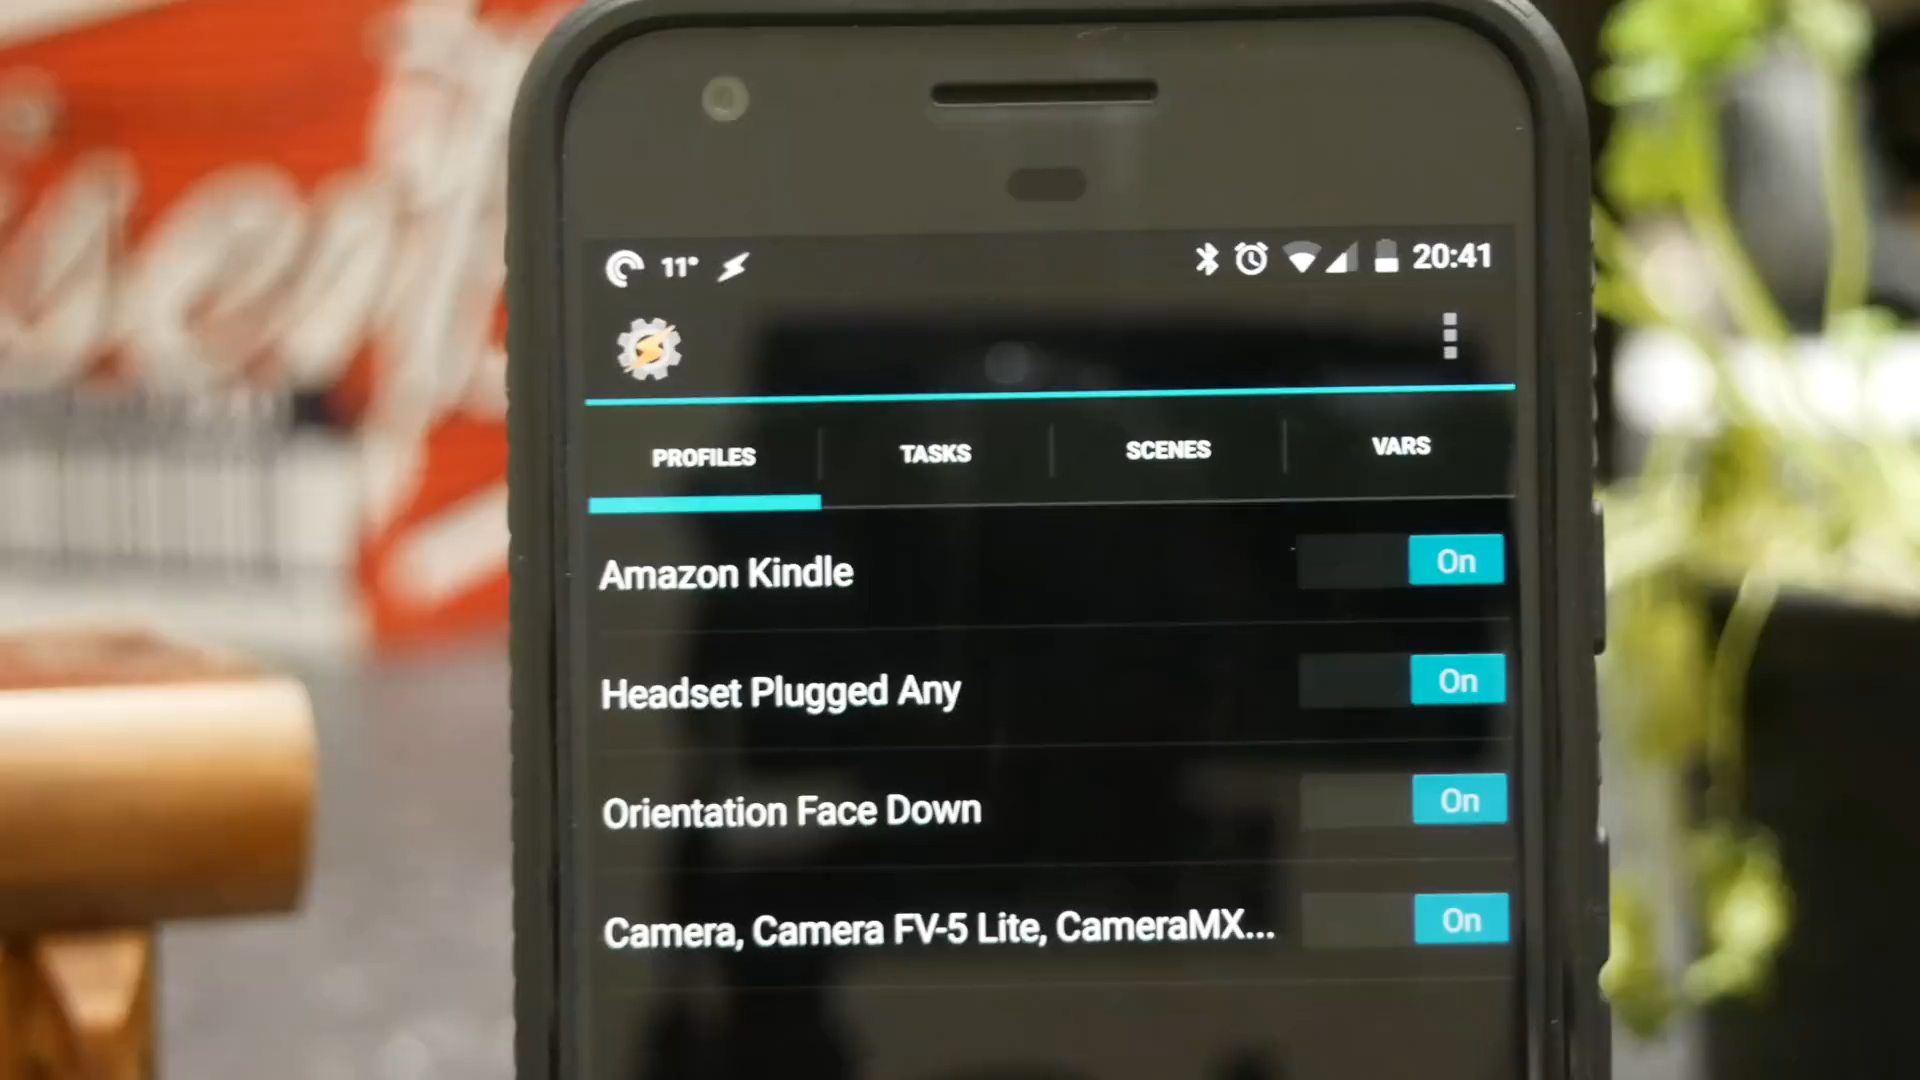 11°
20:41
PROFILES TASKS SCENES VARS
Amazon Kindle On
Headset Plugged Any On
Orientation Face Down On
Camera, Camera FV-5 Lite, CameraMX... On